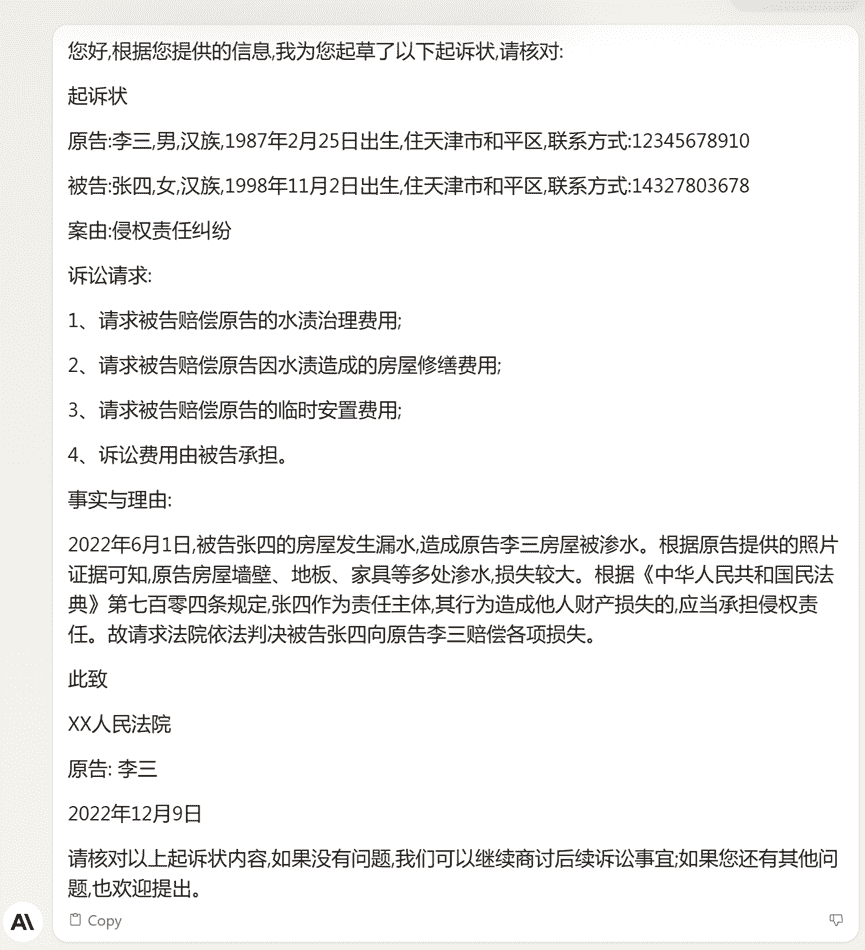 您好,根据您提供的信息,我为您起草了以下起诉状,请核对:
起诉状
原告:李三,男,汉族,1987年2月25日出生,住天津市和平区,联系方式:12345678910
被告:张四,女,汉族,1998年11月2日出生,住天津市和平区,联系方式:14327803678
案由:侵权责任纠纷
诉讼请求:
1、请求被告赔偿原告的水渍治理费用;
2、请求被告赔偿原告因水渍造成的房屋修缮费用;
3、请求被告赔偿原告的临时安置费用;
4、诉讼费用由被告承担。
事实与理由:
2022年6月1日,被告张四的房屋发生漏水,造成原告李三房屋被渗水。根据原告提供的照片
证据可知,原告房屋墙壁、地板、家具等多处渗水,损失较大。根据《中华人民共和国民法
典》第七百零四条规定,张四作为责任主体,其行为造成他人财产损失的,应当承担侵权责
任。故请求法院依法判决被告张四向原告李三赔偿各项损失。
此致
XX人民法院
原告: 李三
2022年12月9日
请核对以上起诉状内容,如果没有问题,我们可以继续商讨后续诉讼事宜;如果您还有其他问
题,也欢迎提出。
Copy